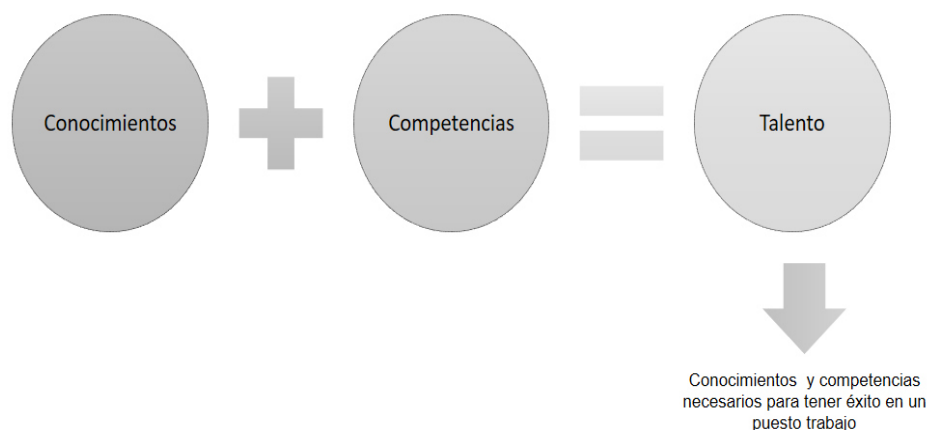 Conocimientos
Competencias
Talento
Conocimientos y competencias
necesarios para tener éxito en un
puesto trabajo